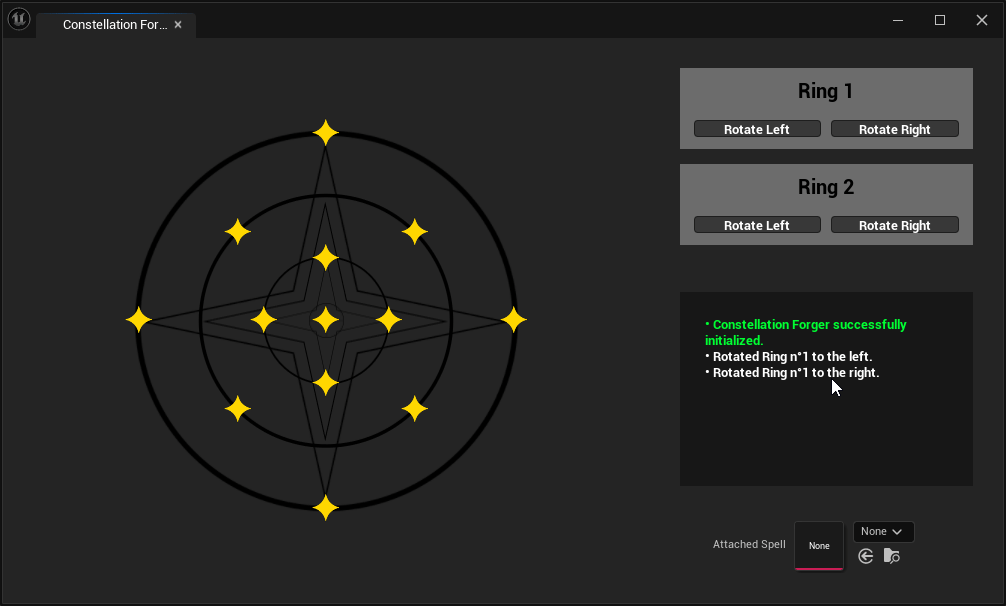 Constellation For...
Ring 1
Rotate Left Rotate Right
Ring 2
Rotate Left Rotate Right
• Constellation Forger successfully
initialized.
• Rotated Ring n°1 to the left.
• Rotated Ring n°1 to the right.
None
Attached Spell None